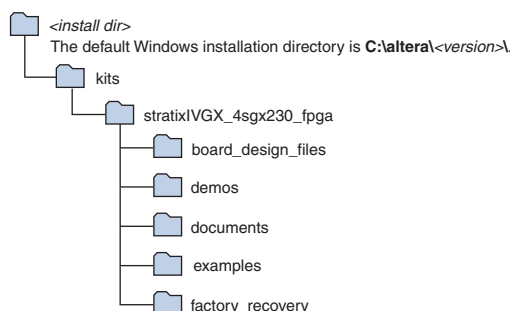 <install dir>
The default Windows installation directory is C:\altera\<version>\.
kits
stratixIVGX_4sgx230_fpga
board_design_files
demos
documents
examples
factory_recovery